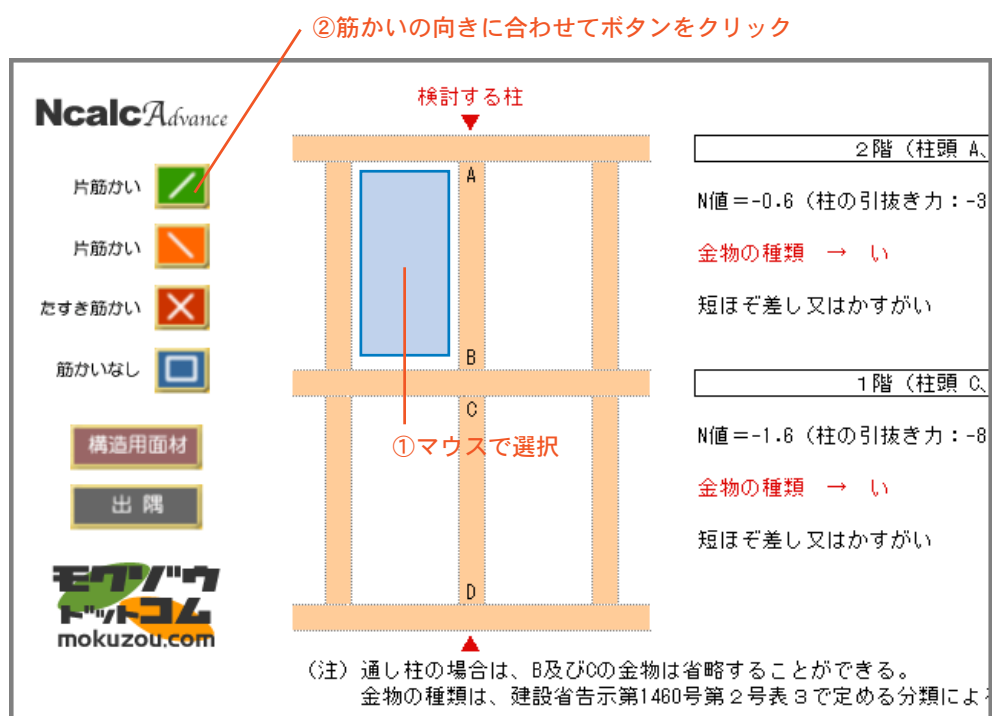 ②筋かいの向きに合わせてボタンをクリック
NcalcAdvance
検討する柱
片筋かい
片筋かい
たすき筋かい
筋かいなし
構造用面材
出隅
モクゾウ
ドットコム
mokuzou.com
A
B
C
D
①マウスで選択
2階（柱頭 A、
N値＝-0.6（柱の引抜き力：-3
金物の種類　→　い
短ほぞ差し又はかすがい
1階（柱頭 C、
N値＝-1.6（柱の引抜き力：-8
金物の種類　→　い
短ほぞ差し又はかすがい
（注）通し柱の場合は、B及びCの金物は省略することができる。
金物の種類は、建設省告示第1460号第２号表３で定める分類によ